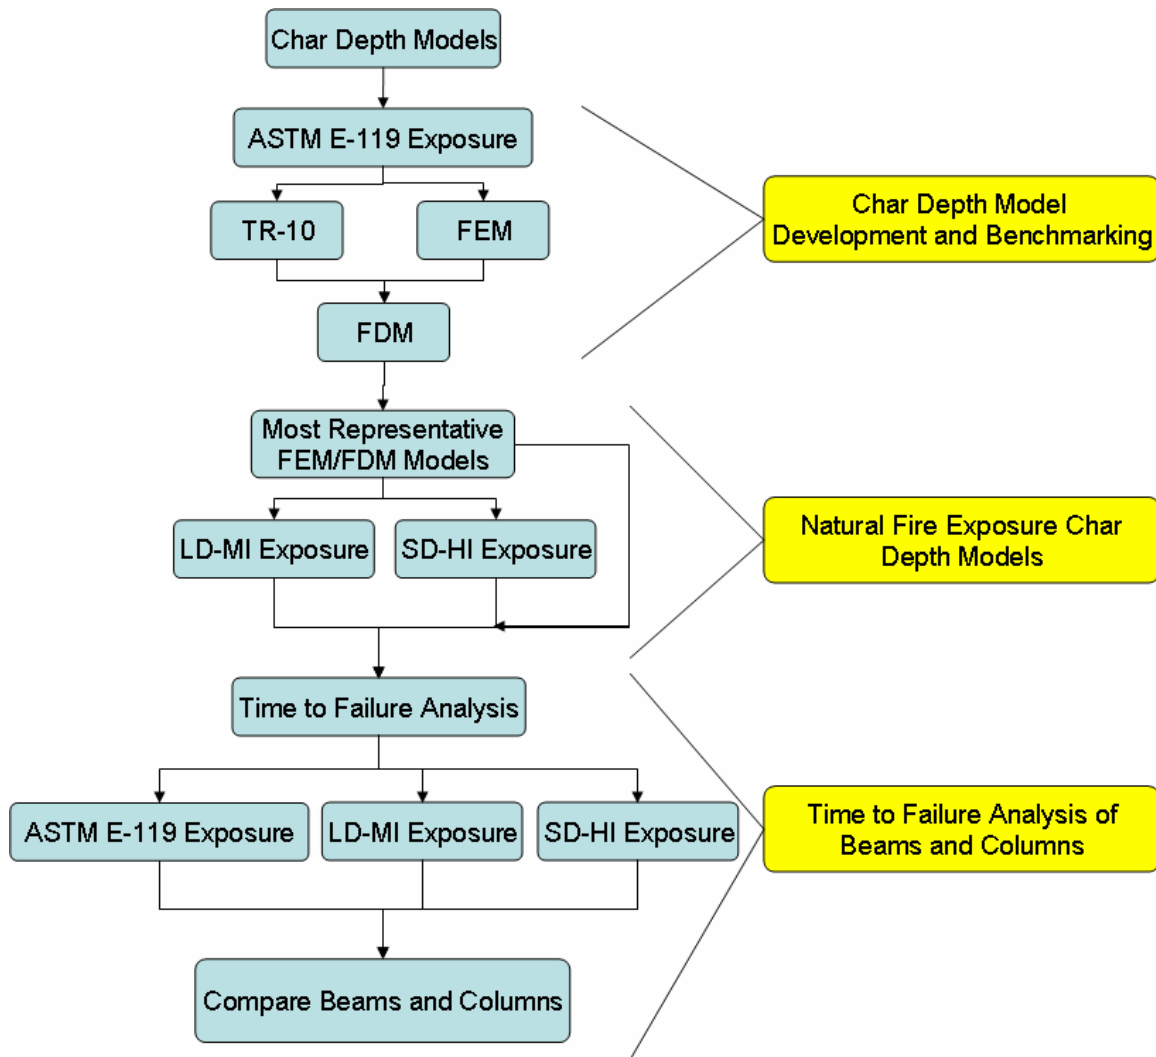 Char Depth Models
ASTM E-119 Exposure
TR-10
FEM
FDM
Char Depth Model
Development and Benchmarking
Most Representative
FEM/FDM Models
LD-MI Exposure
SD-HI Exposure
Natural Fire Exposure Char
Depth Models
Time to Failure Analysis
ASTM E-119 Exposure
LD-MI Exposure
SD-HI Exposure
Compare Beams and Columns
Time to Failure Analysis of
Beams and Columns